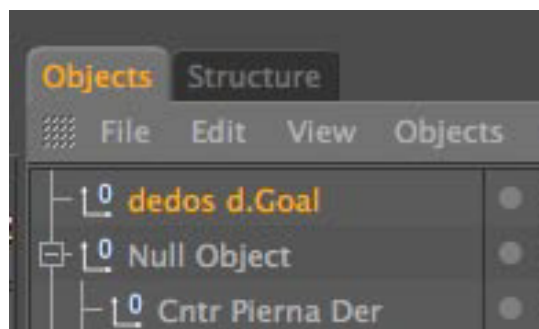 Objects Structure
File Edit View Objects
dedos d.Goal
Null Object
Cntr Pierna Der